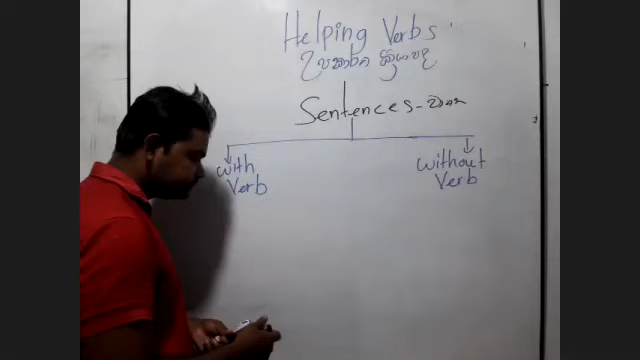 Helping Verbs
උපකාරක ක්‍රියා පද
Sentences - වාක්‍ය
with
Verb
without
Verb